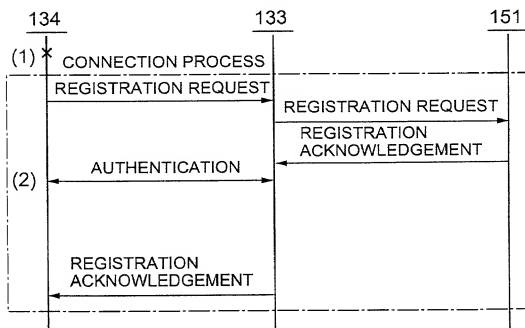 134 133 151
(1) CONNECTION PROCESS
REGISTRATION REQUEST
REGISTRATION REQUEST
REGISTRATION
ACKNOWLEDGEMENT
(2) AUTHENTICATION
REGISTRATION
ACKNOWLEDGEMENT